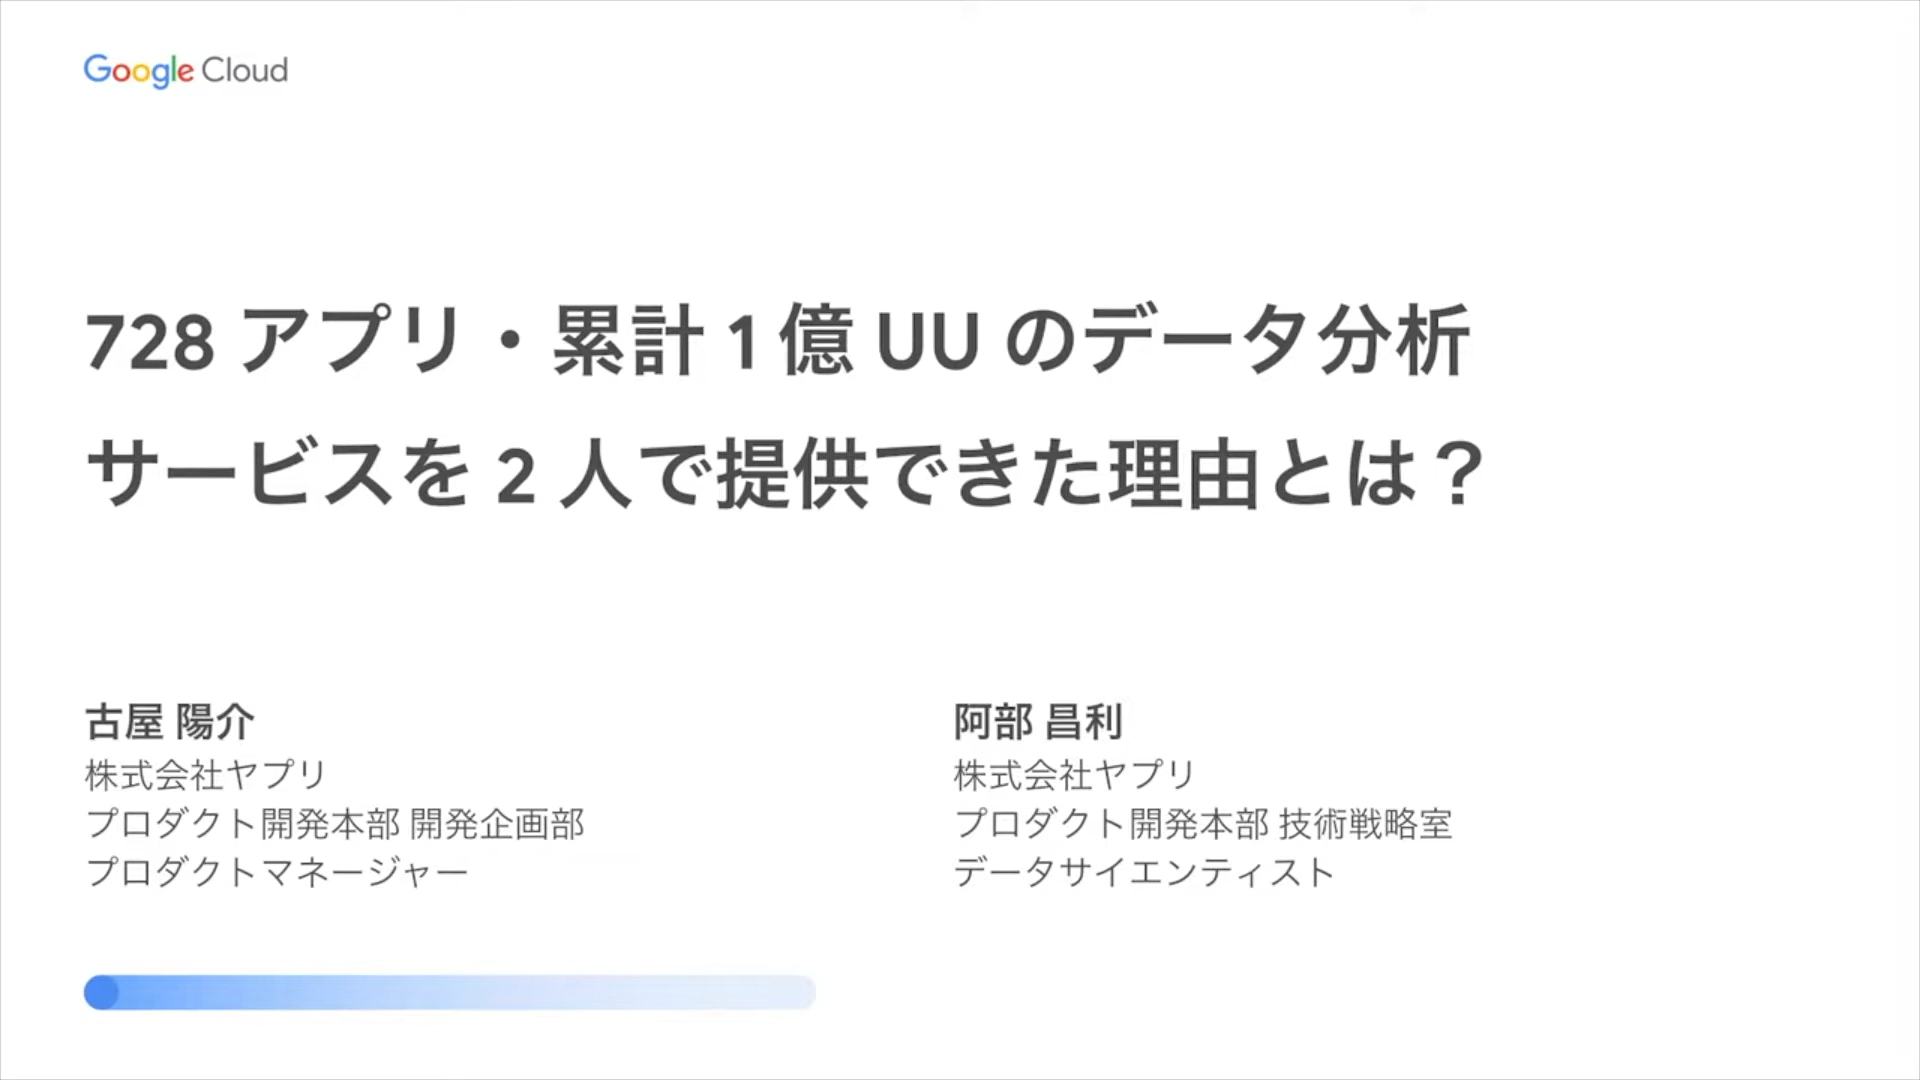 Google Cloud
728 アプリ・累計 1 億 UU のデータ分析
サービスを 2 人で提供できた理由とは？
古屋 陽介
株式会社ヤプリ
プロダクト開発本部 開発企画部
プロダクトマネージャー
阿部 昌利
株式会社ヤプリ
プロダクト開発本部 技術戦略室
データサイエンティスト